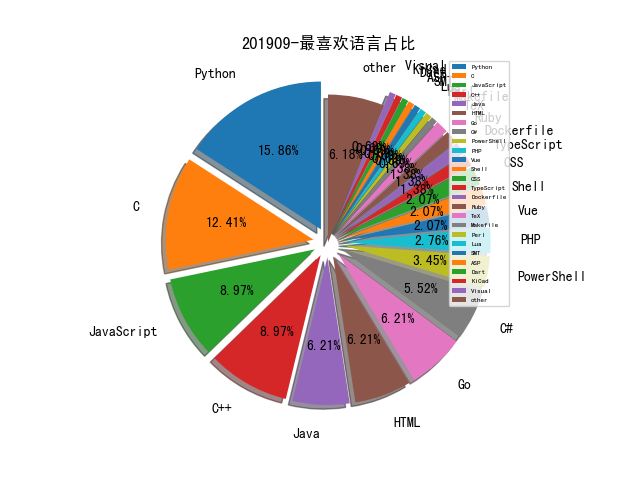 201909-最喜欢语言占比
Python
C
JavaScript
C++
Java
HTML
Go
C#
PowerShell
PHP
Vue
Shell
CSS
TypeScript
Dockerfile
Ruby
Visual
other
15.86%
12.41%
8.97%
8.97%
6.21%
6.21%
6.21%
5.52%
3.45%
2.76%
2.07%
2.07%
2.07%
1.38%
6.18%
Python
C
JavaScript
C++
Java
HTML
Go
C#
PowerShell
PHP
Vue
Shell
CSS
TypeScript
Dockerfile
Ruby
TeX
Makefile
Perl
Lua
SMT
ASP
Dart
KiCad
Visual
other